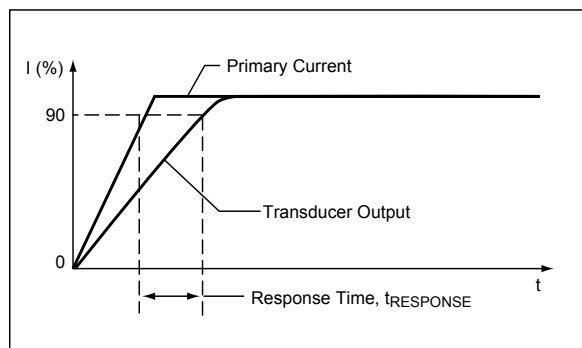 I (%)
Primary Current
90
Transducer Output
0
t
Response Time, tRESPONSE